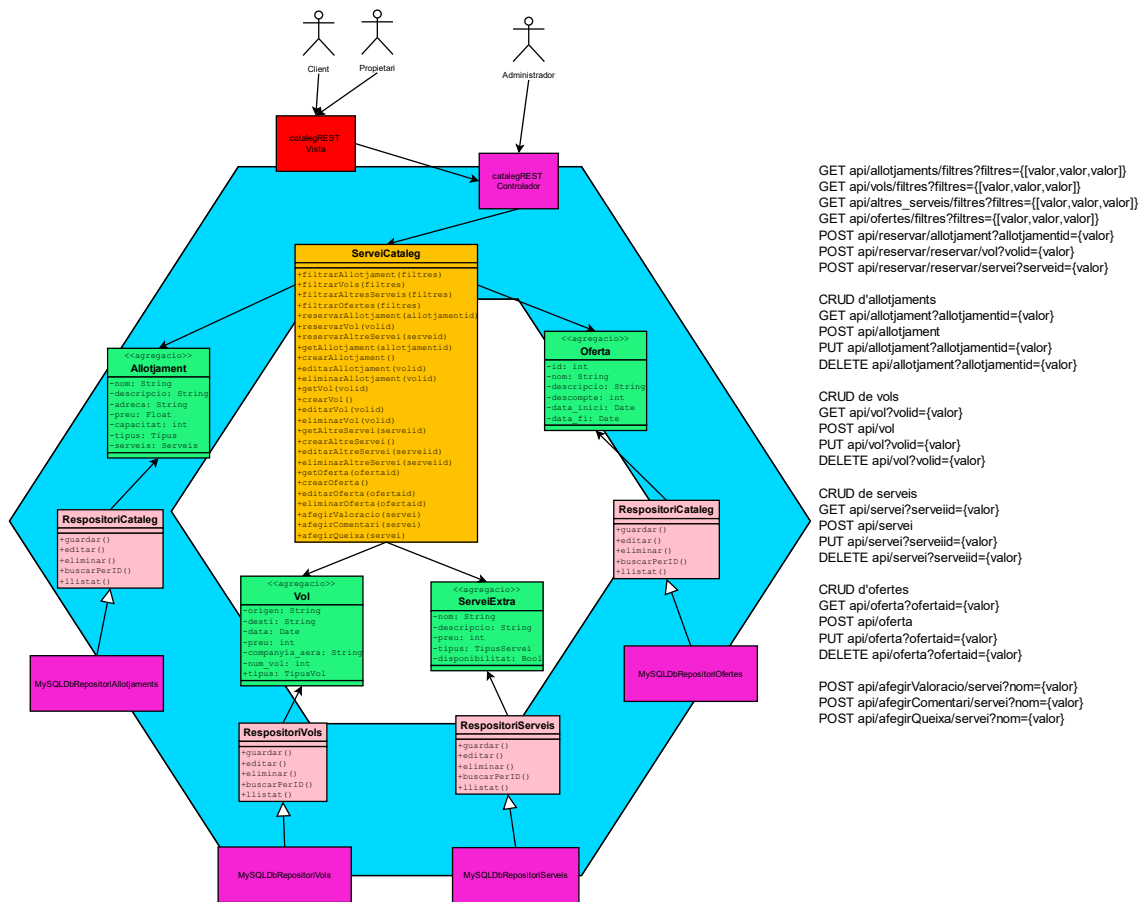 Client
Propietari
Administrador
catalegREST
Vista
catalegREST
Controlador
ServeiCataleg
+filtrarAllotjament(filtres)
+filtrarVols(filtres)
+filtrarAltresServeis(filtres)
+filtrarOfertes(filtres)
+reservarAllotjament(allotjamentid)
+reservarVol(volid)
+reservarAltreServei(serveid)
+getAllotjament(allotjamentid)
+crearAllotjament()
+editarAllotjament(volid)
+eliminarAllotjament(volid)
+getVol(volid)
+crearVol()
+editarVol(volid)
+eliminarVol(volid)
+getAltreServei(serveiid)
+crearAltreServei()
+editarAltreServei(serveiid)
+eliminarAltreServei(serveiid)
+getOferta(ofertaid)
+crearOferta()
+editarOferta(ofertaid)
+eliminarOferta(ofertaid)
+afegirValoracio(servei)
+afegirComentari(servei)
+afegirQueixa(servei)
<<agregacio>>
Allotjament
-nom: String
-descripcio: String
-adreca: String
-preu: Float
-capacitat: int
-tipus: Tipus
-serveis: Serveis
<<agregacio>>
Oferta
-id: int
-nom: String
-descripcio: String
-descompte: int
-data_inici: Date
-data_fi: Date
RespositoriCataleg
+guardar()
+editar()
+eliminar()
+buscarPerID()
+llistat()
RespositoriCataleg
+guardar()
+editar()
+eliminar()
+buscarPerID()
+llistat()
<<agregacio>>
Vol
-origen: String
-desti: String
-data: Date
-preu: int
-companyia_aera: String
-num_vol: int
+tipus: TipusVol
<<agregacio>>
ServeiExtra
-nom: String
-descripcio: String
-preu: int
-tipus: TipusServei
-disponibilitat: Bool
MySQLDbRepositoriAllotjaments
MySQLDbRepositoriOfertes
RespositoriVols
+guardar()
+editar()
+eliminar()
+buscarPerID()
+llistat()
RespositoriServeis
+guardar()
+editar()
+eliminar()
+buscarPerID()
+llistat()
MySQLDbRepositoriVols
MySQLDbRepositoriServeis
GET api/allotjaments/filtres?filtres={[valor,valor,valor]}
GET api/vols/filtres?filtres={[valor,valor,valor]}
GET api/altres_serveis/filtres?filtres={[valor,valor,valor]}
GET api/ofertes/filtres?filtres={[valor,valor,valor]}
POST api/reservar/allotjament?allotjamentid={valor}
POST api/reservar/reservar/vol?volid={valor}
POST api/reservar/reservar/servei?serveid={valor}
CRUD d'allotjaments
GET api/allotjament?allotjamentid={valor}
POST api/allotjament
PUT api/allotjament?allotjamentid={valor}
DELETE api/allotjament?allotjamentid={valor}
CRUD de vols
GET api/vol?volid={valor}
POST api/vol
PUT api/vol?volid={valor}
DELETE api/vol?volid={valor}
CRUD de serveis
GET api/servei?serveiid={valor}
POST api/servei
PUT api/servei?serveiid={valor}
DELETE api/servei?serveiid={valor}
CRUD d'ofertes
GET api/oferta?ofertaid={valor}
POST api/oferta
PUT api/oferta?ofertaid={valor}
DELETE api/oferta?ofertaid={valor}
POST api/afegirValoracio/servei?nom={valor}
POST api/afegirComentari/servei?nom={valor}
POST api/afegirQueixa/servei?nom={valor}